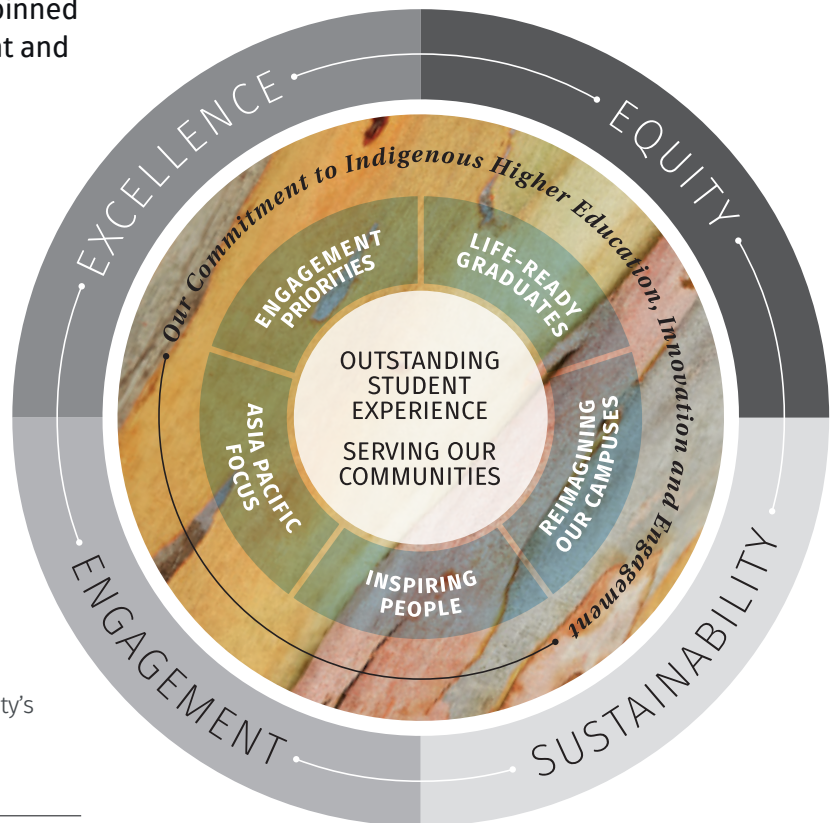 pinned
t and
EXCELLENCE
EQUITY
Our Commitment to Indigenous Higher Education, Innovation and Engagement
ENGAGEMENT
PRIORITIES
LIFE-READY
GRADUATES
OUTSTANDING
STUDENT
EXPERIENCE
SERVING OUR
COMMUNITIES
ASIA PACIFIC
FOCUS
REIMAGINING
OUR CAMPUSES
INSPIRING
PEOPLE
ENGAGEMENT
SUSTAINABILITY
ty’s